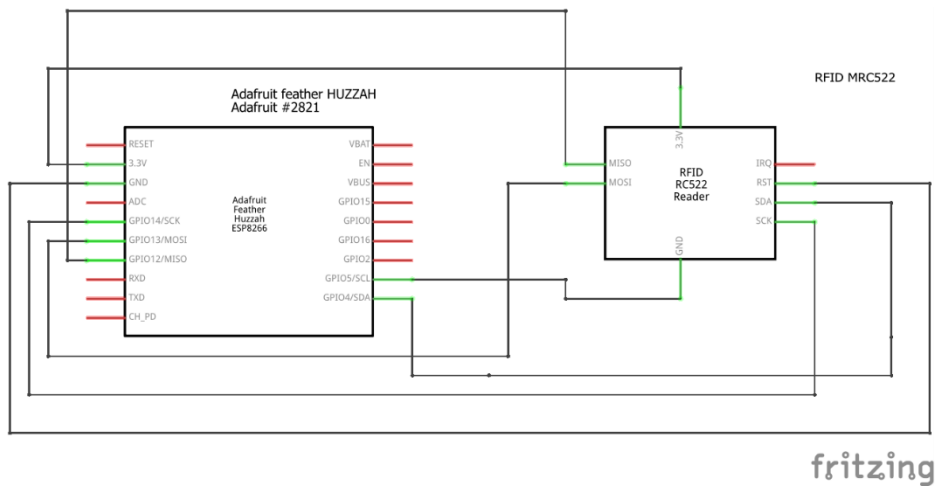 Adafruit feather HUZZAH
Adafruit #2821
RFID MRC522
RESET
3.3V
GND
ADC
GPIO14/SCK
GPIO13/MOSI
GPIO12/MISO
RXD
TXD
CH_PD
Adafruit
Feather
Huzzah
ESP8266
VBAT
EN
VBUS
GPIO15
GPIO0
GPIO16
GPIO2
GPIO5/SCL
GPIO4/SDA
3.3V
MISO
MOSI
RFID
RC522
Reader
IRQ
RST
SDA
SCK
GND
fritzing